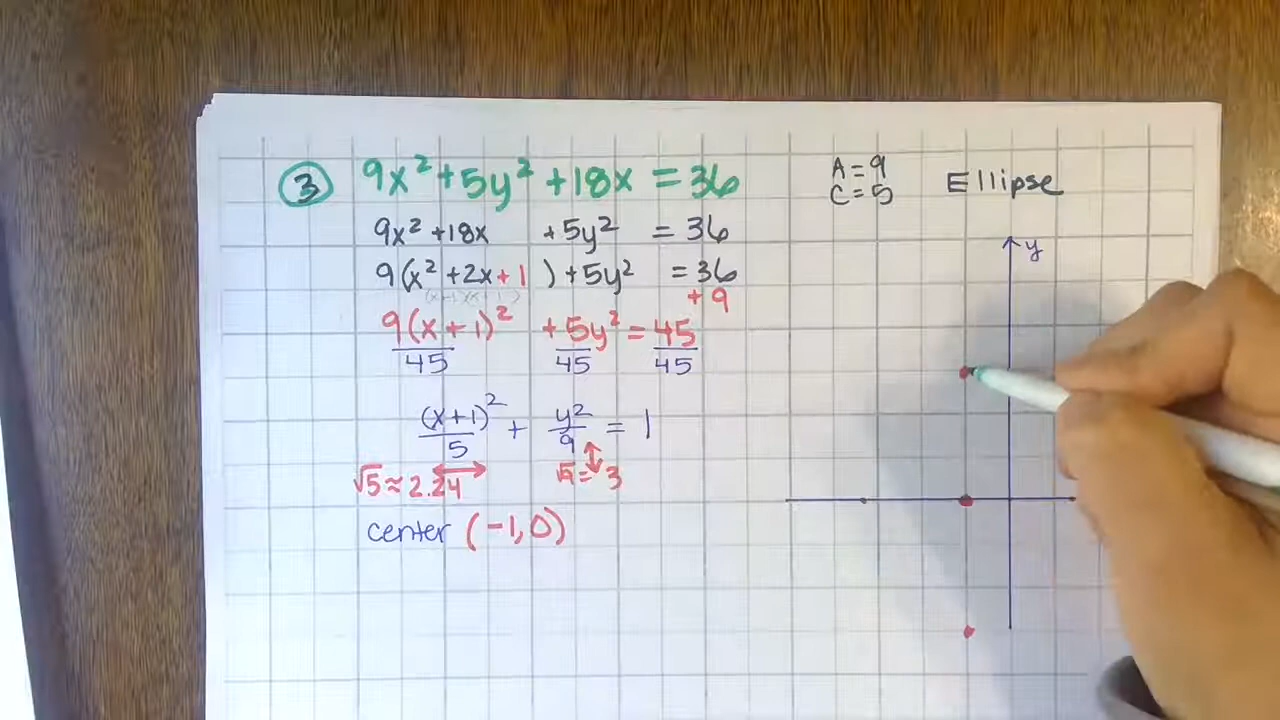 ③ 9x² + 5y² + 18x = 36
A = 9
C = 5
Ellipse
9x² + 18x + 5y² = 36
9(x² + 2x + 1) + 5y² = 36
+ 9
9(x + 1)² + 5y² = 45
45 45 45
(x + 1)²/5 + y²/9 = 1
√5 ≈ 2.24 √9 = 3
center (-1, 0)
y